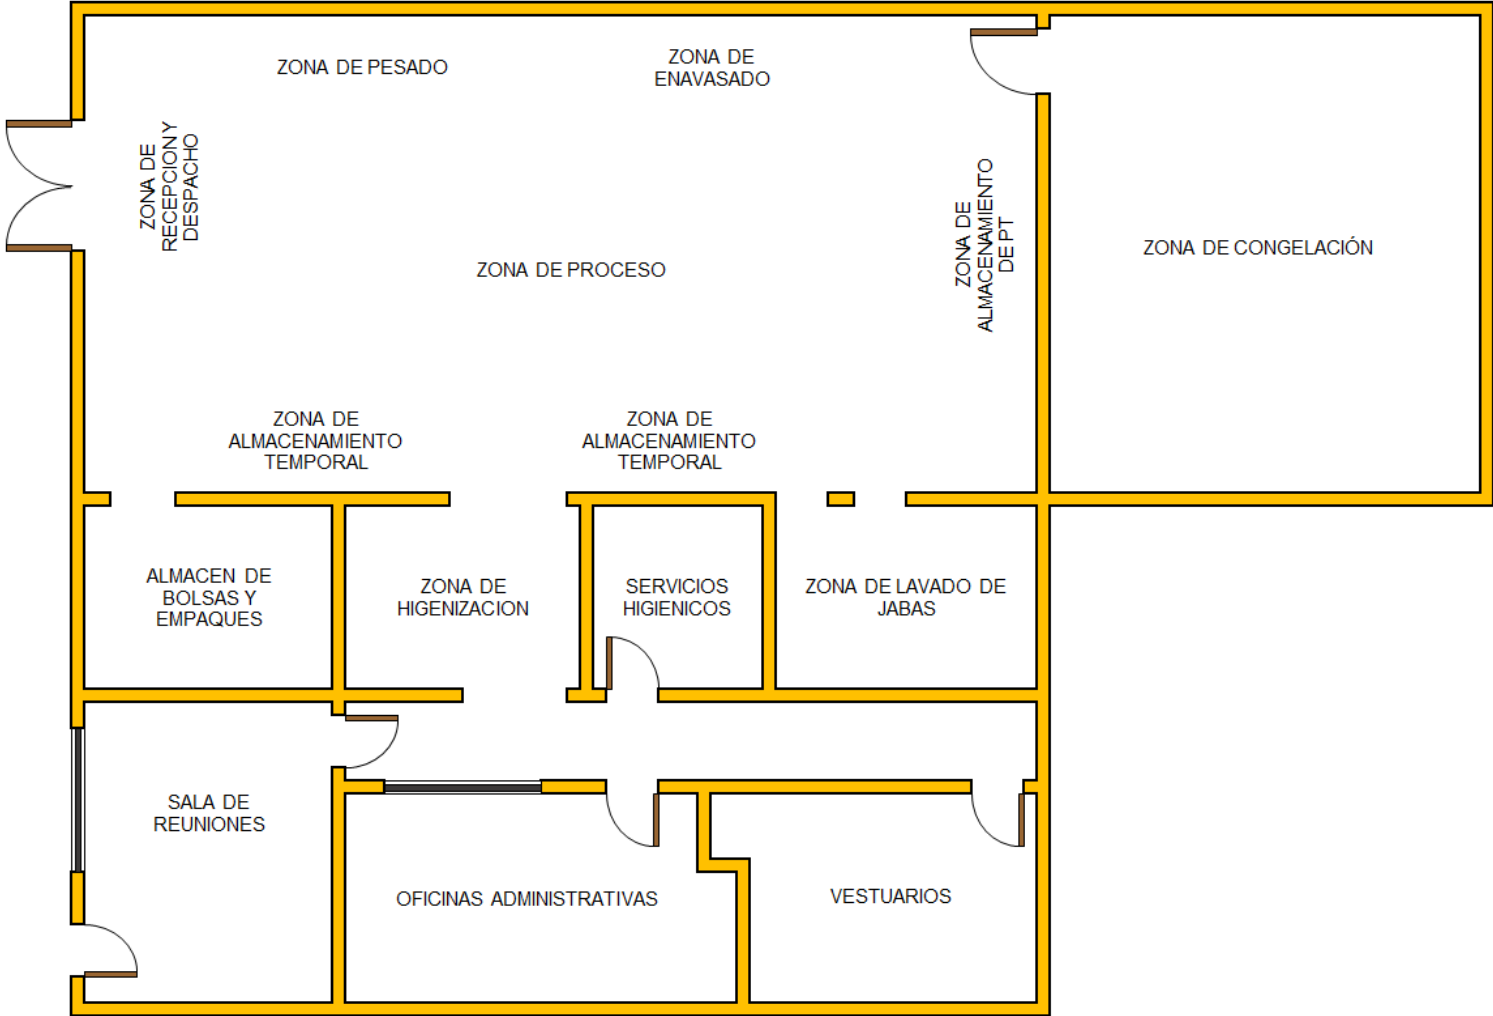 ZONA DE PESADO
ZONA DE
ENAVASADO
ZONA DE
RECEPCION Y
DESPACHO
ZONA DE
ALMACENAMIENTO
DE PT
ZONA DE CONGELACIÓN
ZONA DE PROCESO
ZONA DE
ALMACENAMIENTO
TEMPORAL
ZONA DE
ALMACENAMIENTO
TEMPORAL
ALMACEN DE
BOLSAS Y
EMPAQUES
ZONA DE
HIGENIZACION
SERVICIOS
HIGIENICOS
ZONA DE LAVADO DE
JABAS
SALA DE
REUNIONES
OFICINAS ADMINISTRATIVAS
VESTUARIOS